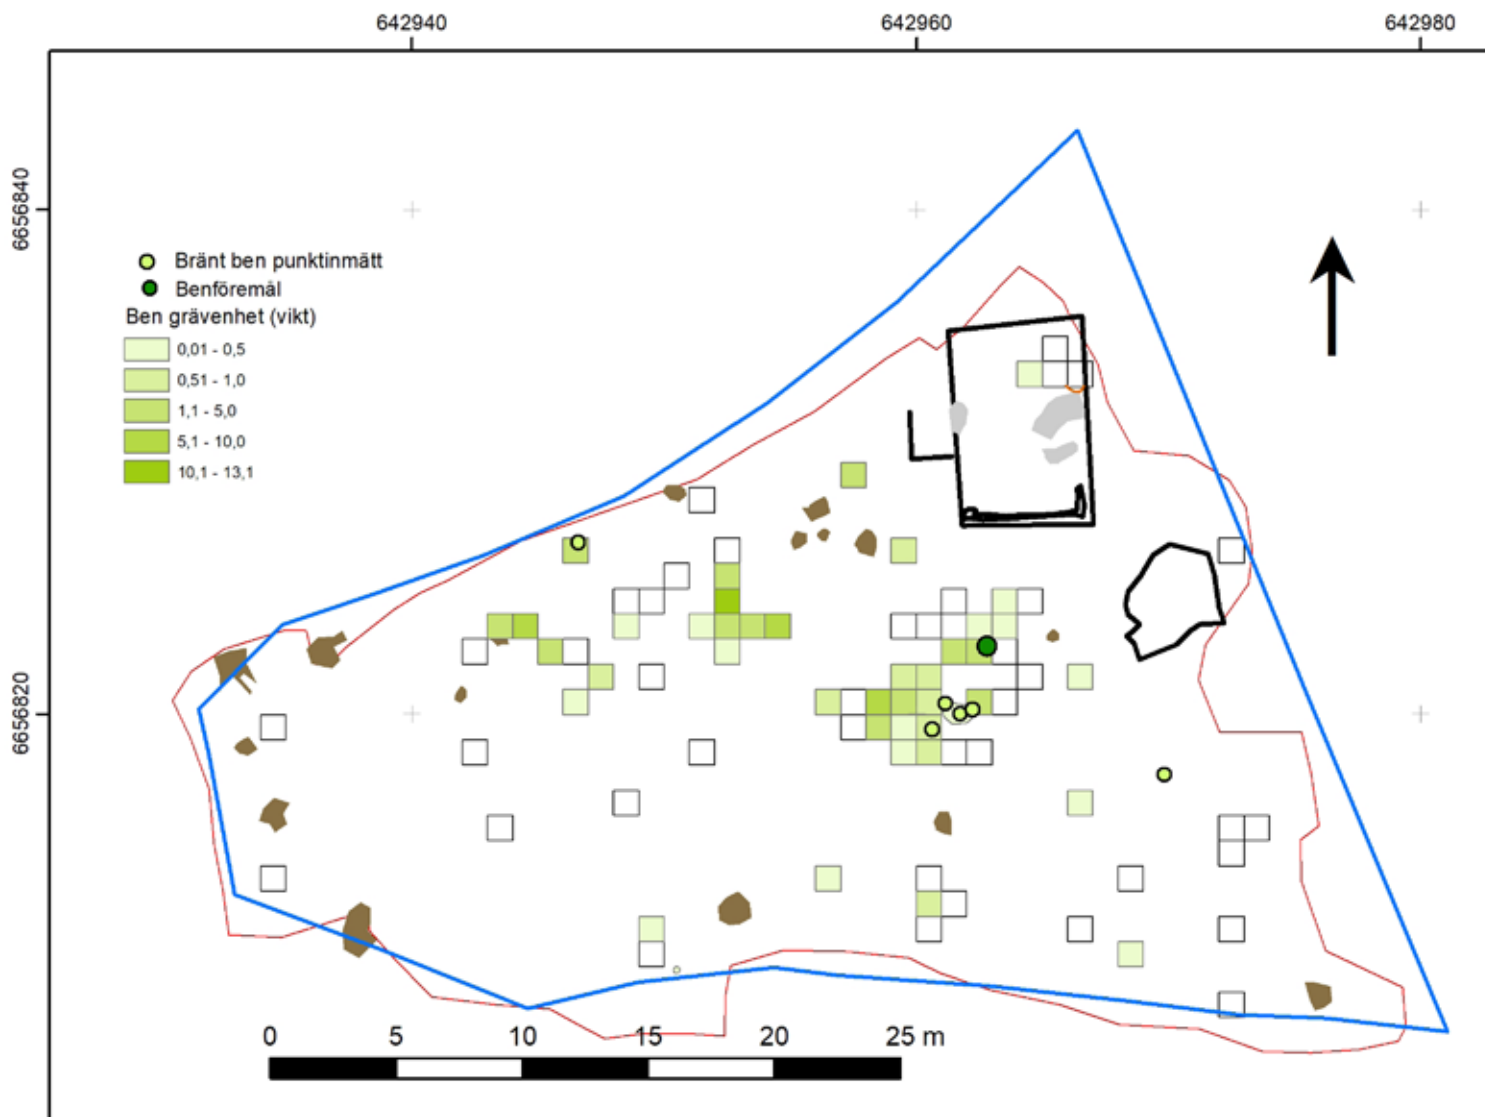 642940 642960 642980
6656840
6656820
Bränt ben punktinmätt
Benföremål
Ben grävenhet (vikt)
0,01 - 0,5
0,51 - 1,0
1,1 - 5,0
5,1 - 10,0
10,1 - 13,1
0 5 10 15 20 25 m